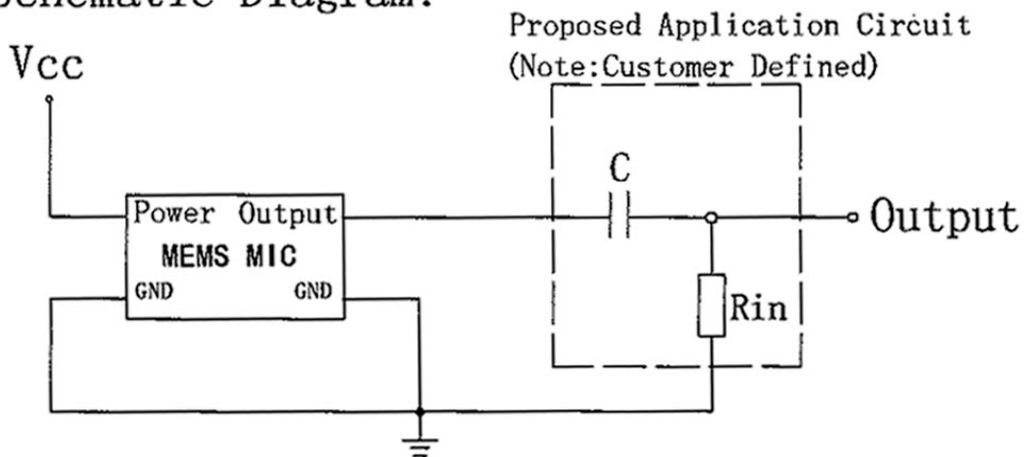 Schematic Diagram:
Proposed Application Circuit
(Note:Customer Defined)
Vcc
C
Power Output
Output
MEMS MIC
GND GND
Rin